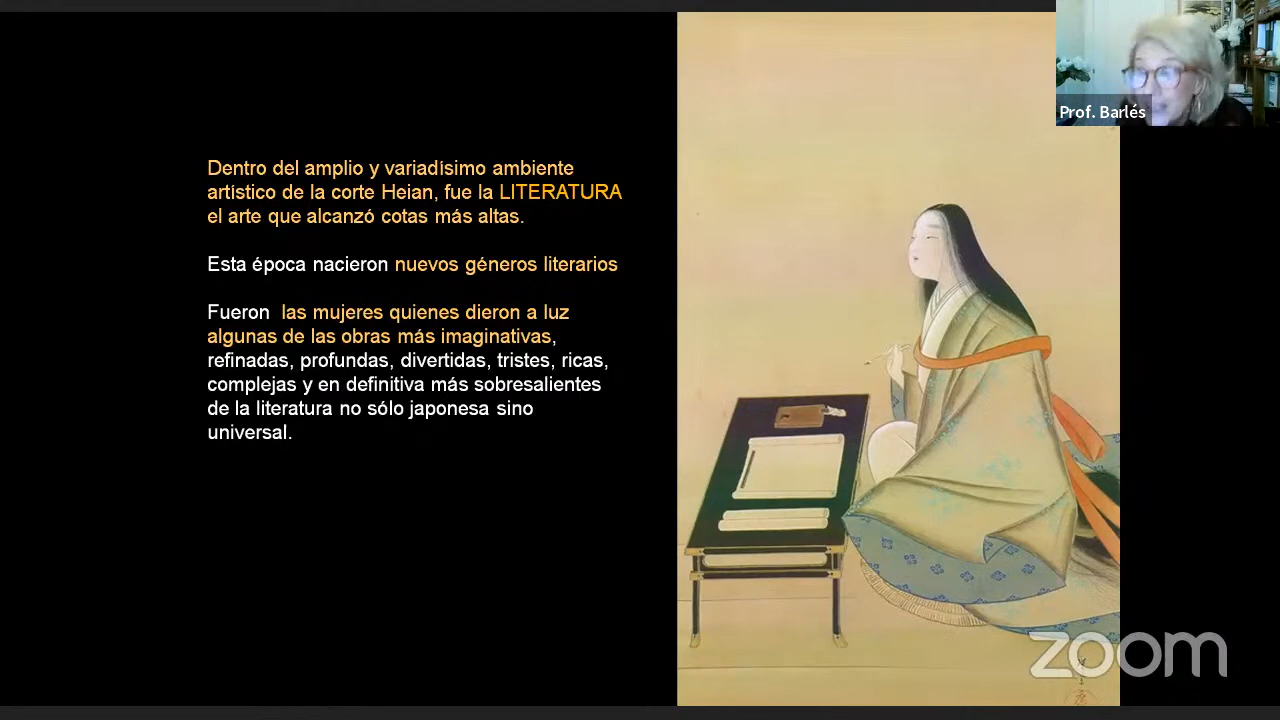 Dentro del amplio y variadísimo ambiente
artístico de la corte Heian, fue la LITERATURA
el arte que alcanzó cotas más altas.
Esta época nacieron nuevos géneros literarios
Fueron las mujeres quienes dieron a luz
algunas de las obras más imaginativas,
refinadas, profundas, divertidas, tristes, ricas,
complejas y en definitiva más sobresalientes
de la literatura no sólo japonesa sino
universal.
Prof. Barlés
zoom